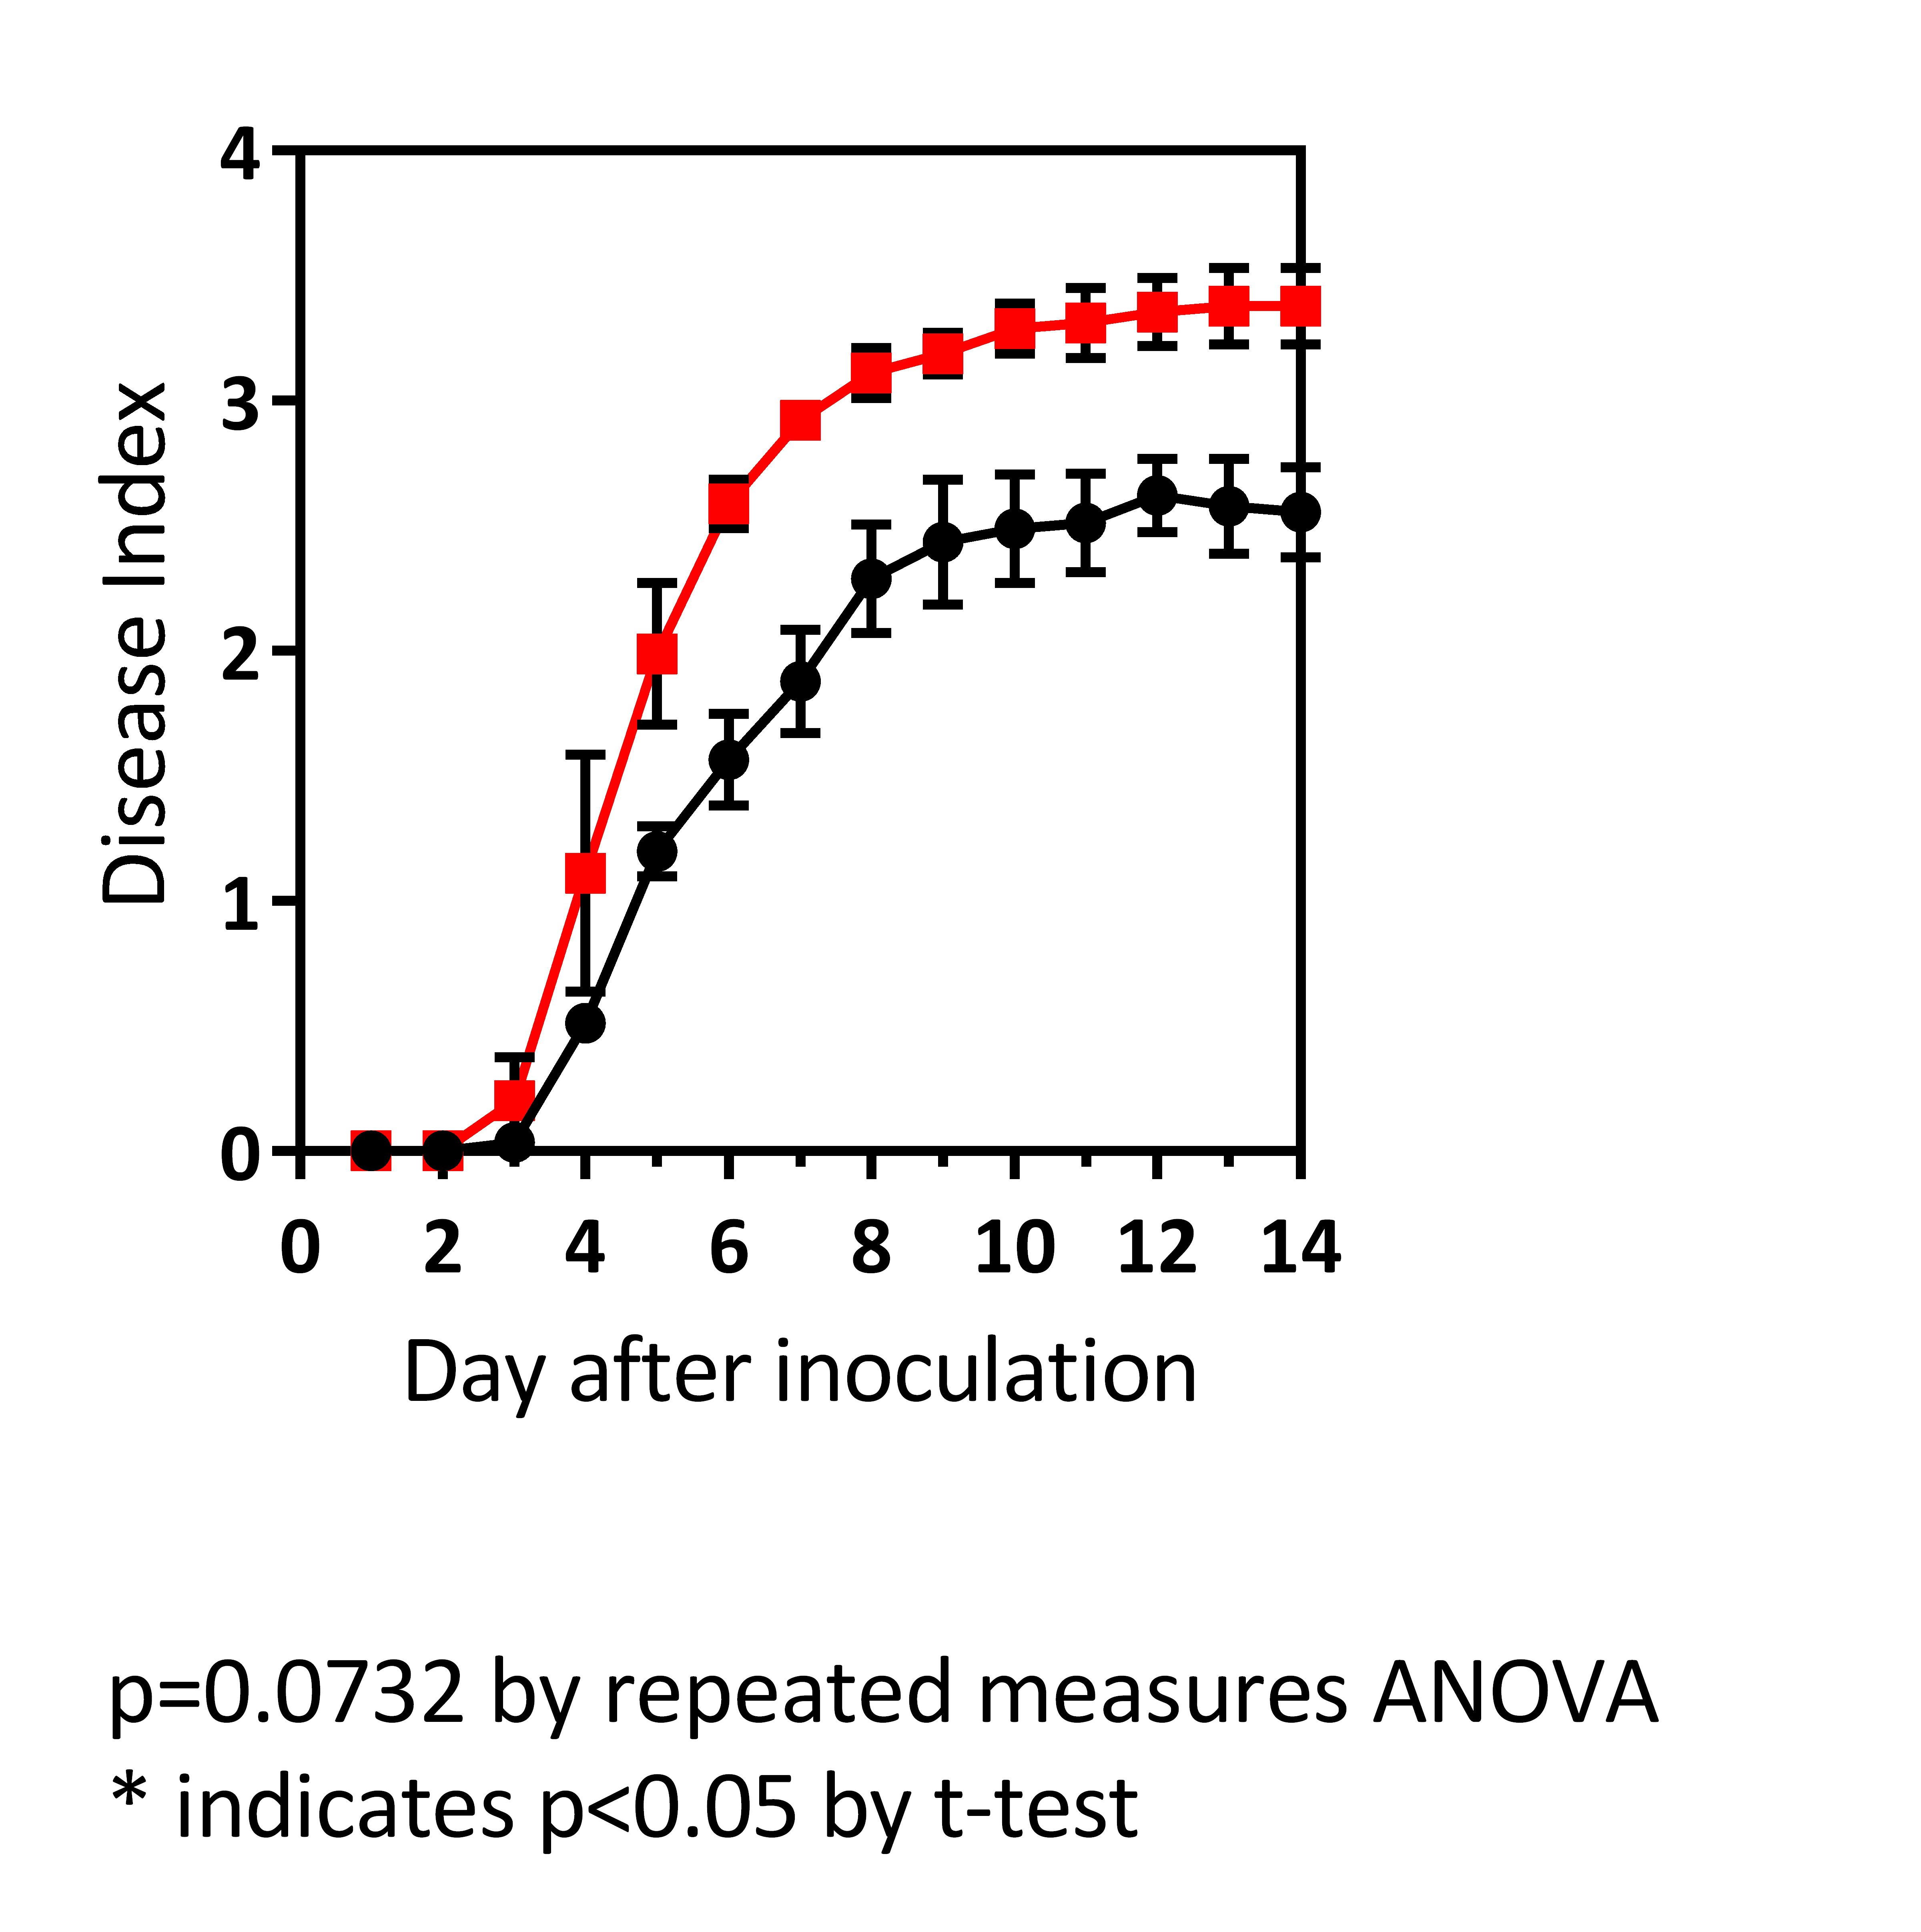 4
3
2
1
0
Disease Index
0 2 4 6 8 10 12 14
Day after inoculation
p=0.0732 by repeated measures ANOVA
* indicates p<0.05 by t-test